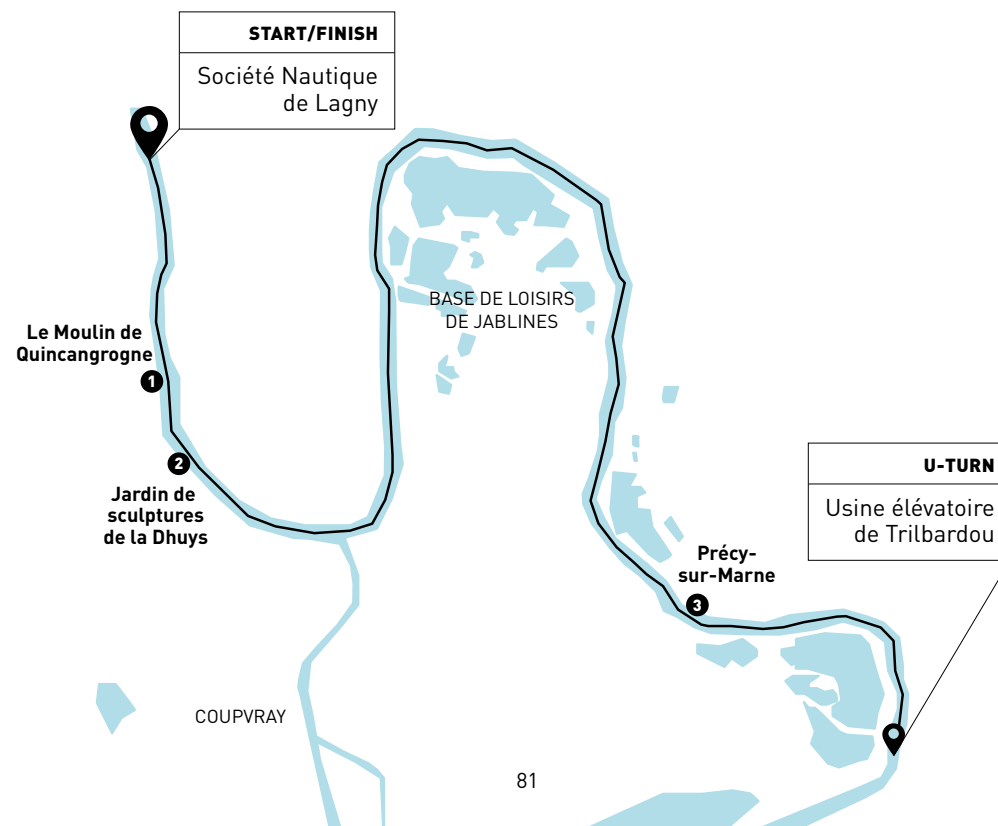 START/FINISH
Société Nautique
de Lagny
BASE DE LOISIRS
DE JABLINES
Le Moulin de
Quincangrogne
1
2
Jardin de
sculptures
de la Dhuys
U-TURN
Usine élévatoire
de Trilbardou
Précy-
sur-Marne
3
COUPVRAY
81